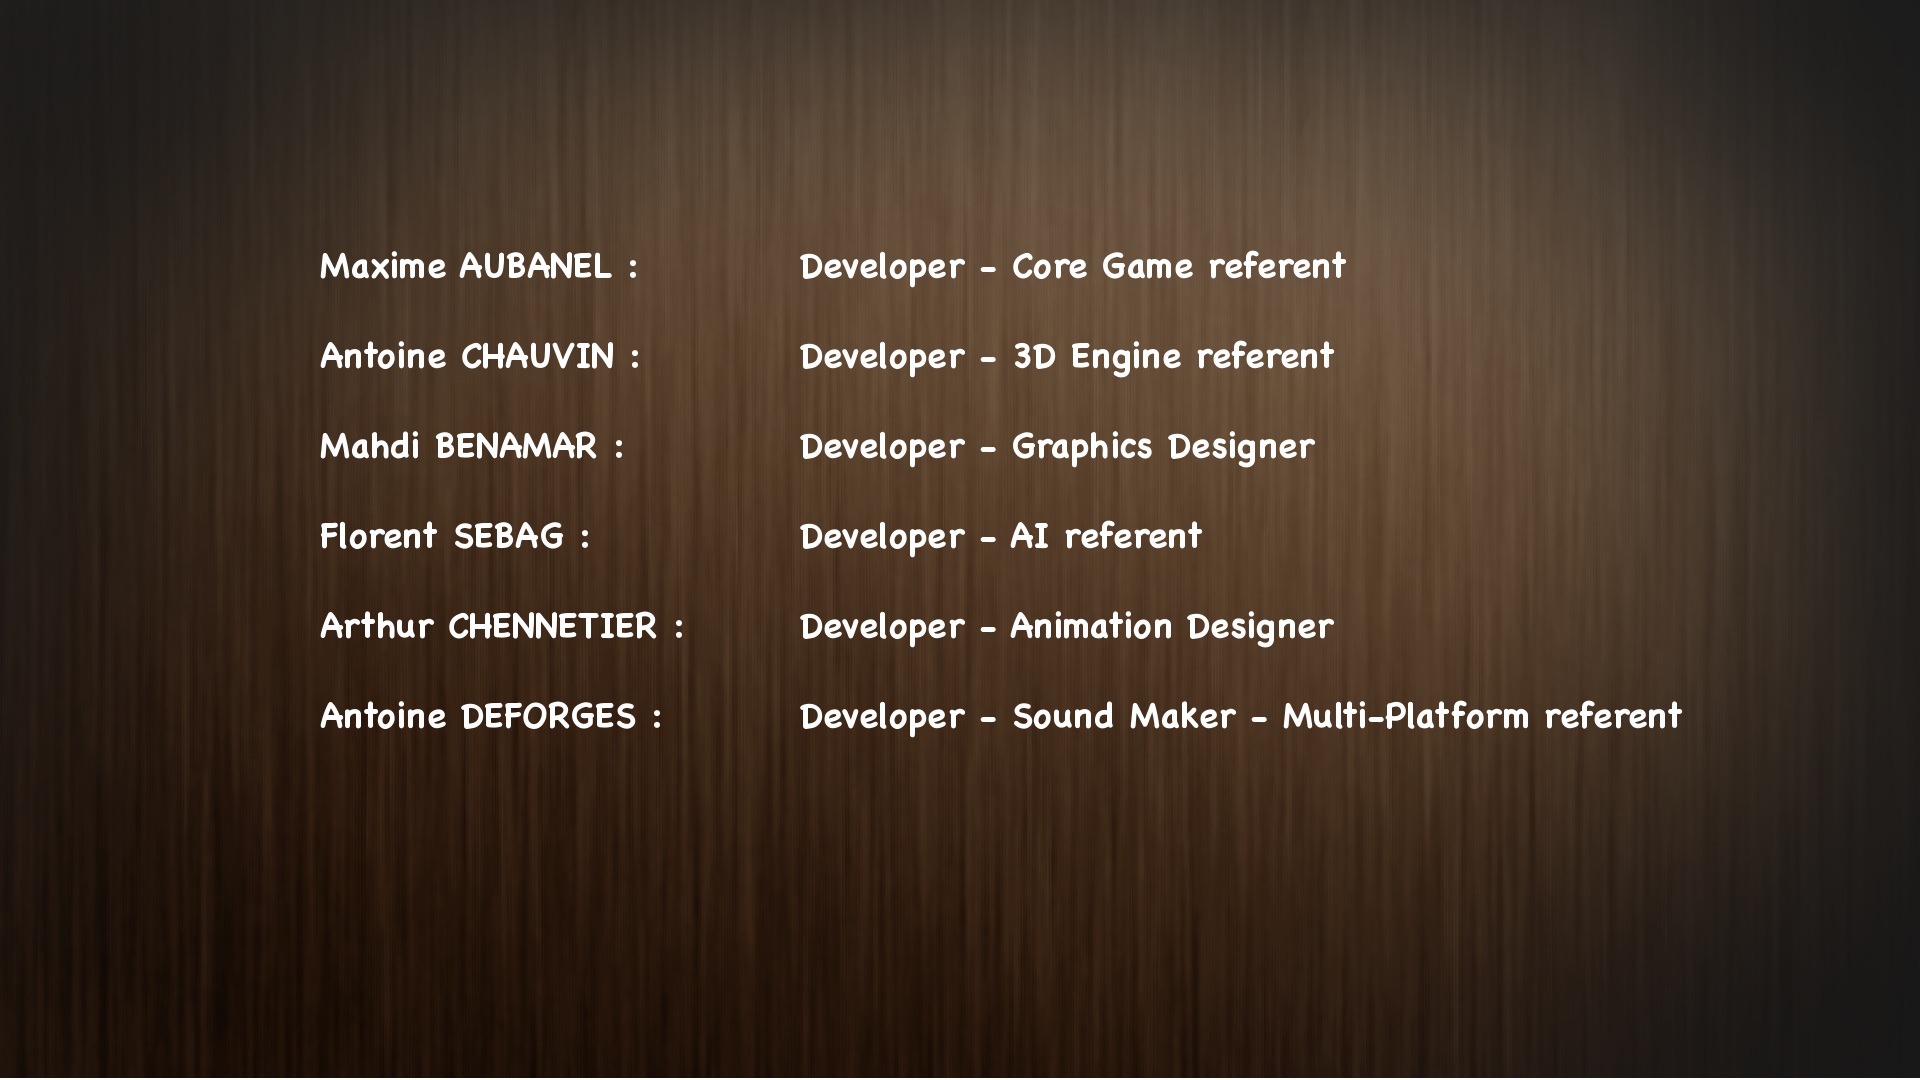 Maxime AUBANEL : Developer - Core Game referent
Antoine CHAUVIN : Developer - 3D Engine referent
Mahdi BENAMAR : Developer - Graphics Designer
Florent SEBAG : Developer - AI referent
Arthur CHENNETIER : Developer - Animation Designer
Antoine DEFORGES : Developer - Sound Maker - Multi-Platform referent